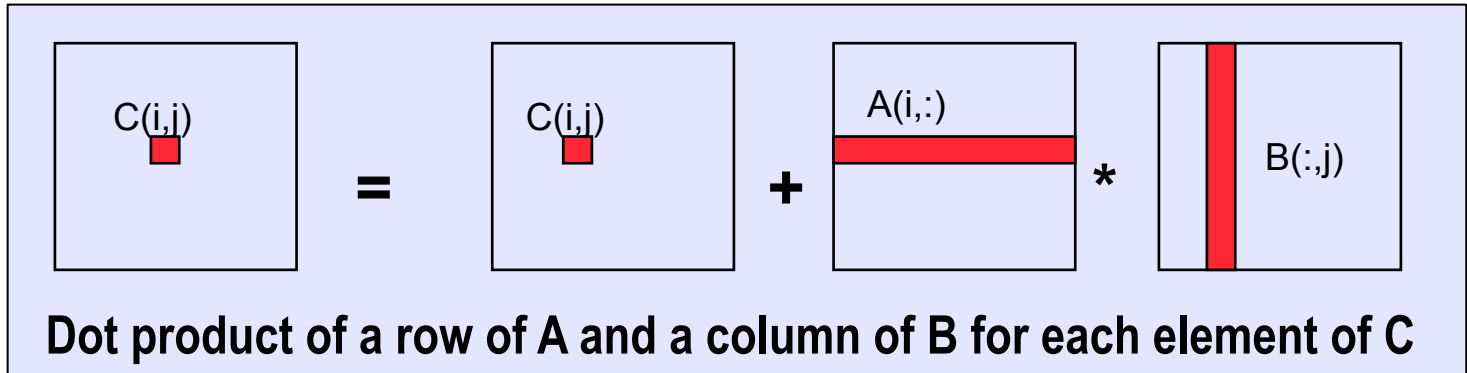 C(i,j) = C(i,j) + A(i,:) * B(:,j)
Dot product of a row of A and a column of B for each element of C